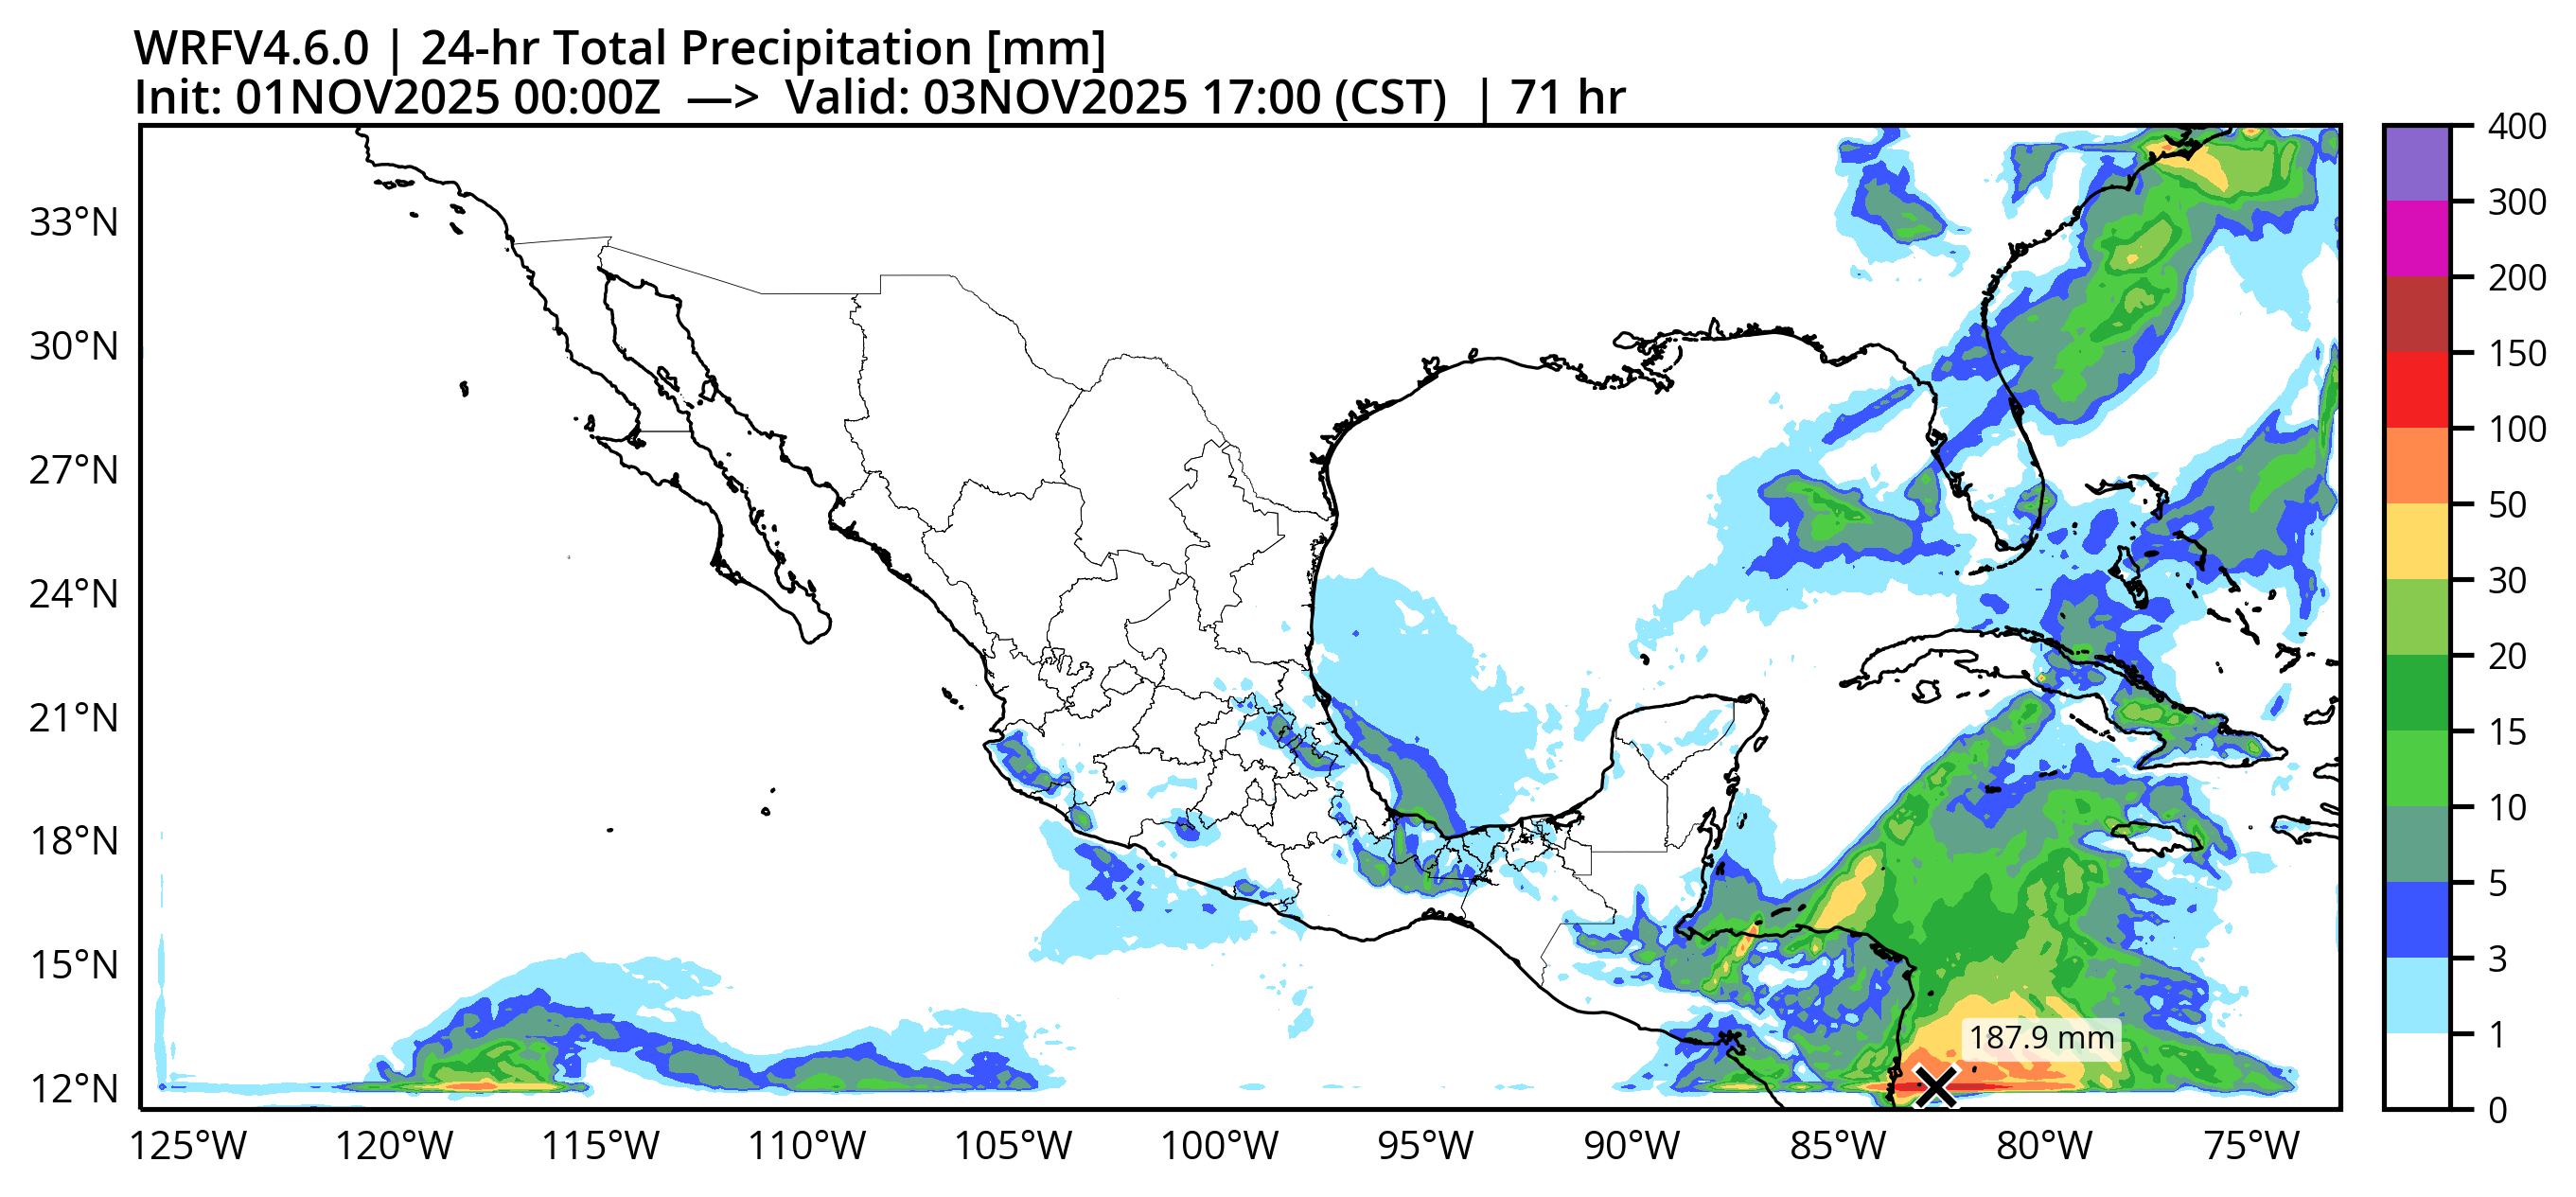 WRFV4.6.0 | 24-hr Total Precipitation [mm]
Init: 01NOV2025 00:00Z —> Valid: 03NOV2025 17:00 (CST) | 71 hr
33°N
30°N
27°N
24°N
21°N
18°N
15°N
12°N
187.9 mm
125°W 120°W 115°W 110°W 105°W 100°W 95°W 90°W 85°W 80°W 75°W
400
300
200
150
100
50
30
20
15
10
5
3
1
0